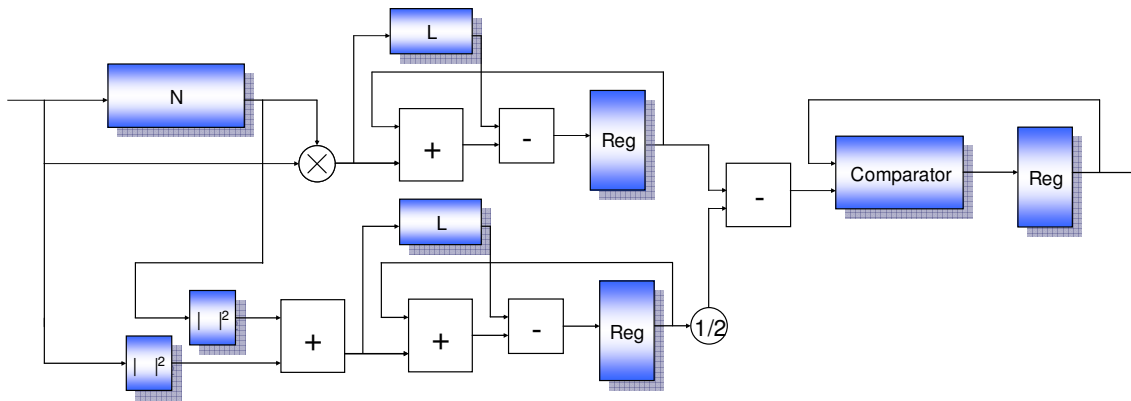 L
N
+
-
Reg
×
Comparator
Reg
-
L
| |²
+
+
-
Reg
1/2
| |²